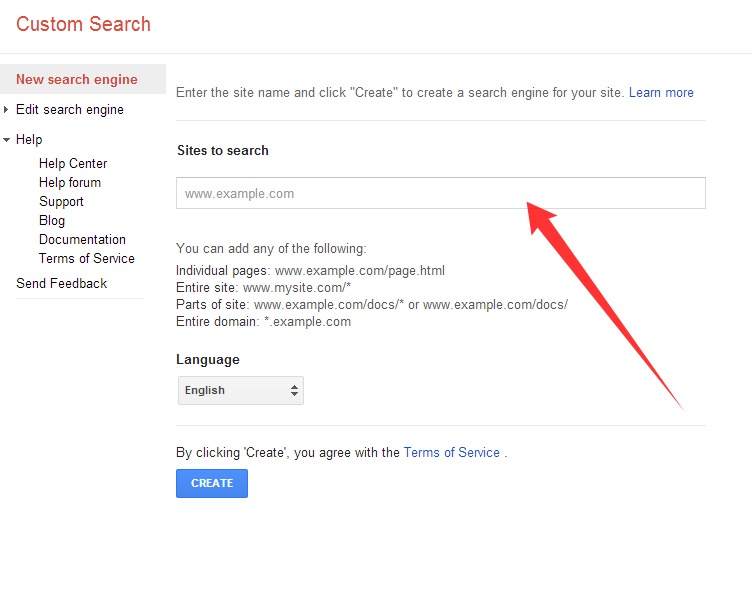 Custom Search
New search engine
Edit search engine
Help
Help Center
Help forum
Support
Blog
Documentation
Terms of Service
Send Feedback
Enter the site name and click "Create" to create a search engine for your site. Learn more
Sites to search
www.example.com
You can add any of the following:
Individual pages: www.example.com/page.html
Entire site: www.mysite.com/*
Parts of site: www.example.com/docs/* or www.example.com/docs/
Entire domain: *.example.com
Language
English
By clicking 'Create', you agree with the Terms of Service .
CREATE